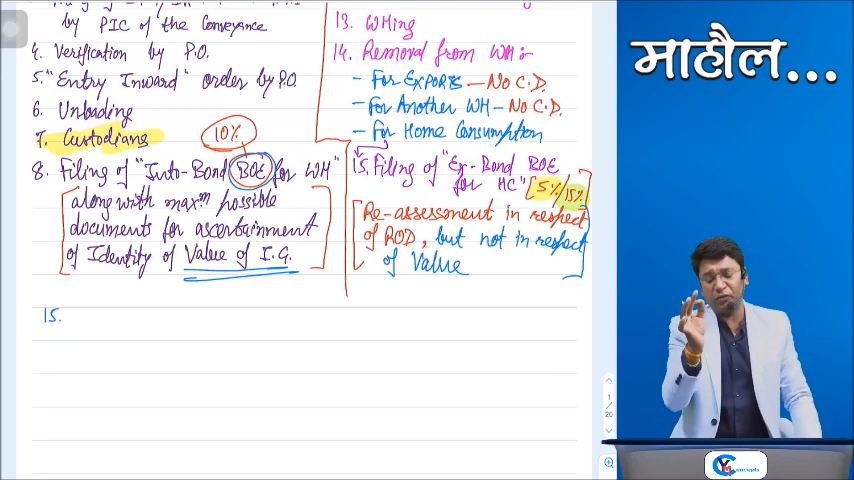 by PIC of the Conveyance
4. Verification by P.O.
5. "Entry Inward" order by P.O
6. Unloading
7. Custodians
10%
8. Filing of "Into-Bond BOE for WH"
along with max^m possible
documents for ascertainment
of Identity of Value of I.G.
13. WHing
14. Removal from WH:-
- For EXPORTS - No C.D.
- For Another WH - No C.D.
- For Home Consumption
15. Filing of "Ex-Bond BOE
for HC" [5%/15%]
Re-assessment in respect
of ROD, but not in respect
of Value
15.
माहौल...
1
/
20
Concepts